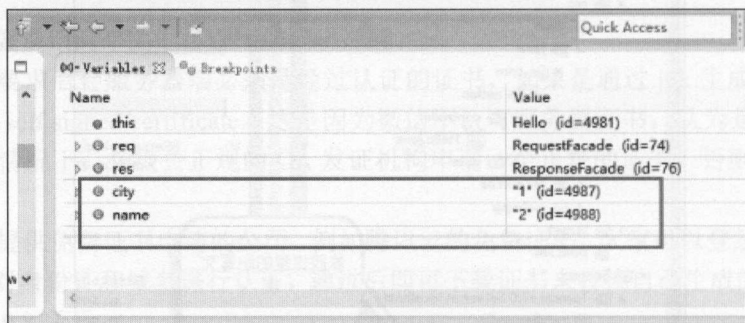 Quick Access
(x)= Variables Breakpoints
Name Value
this Hello (id=4981)
req RequestFacade (id=74)
res ResponseFacade (id=76)
city "1" (id=4987)
name "2" (id=4988)